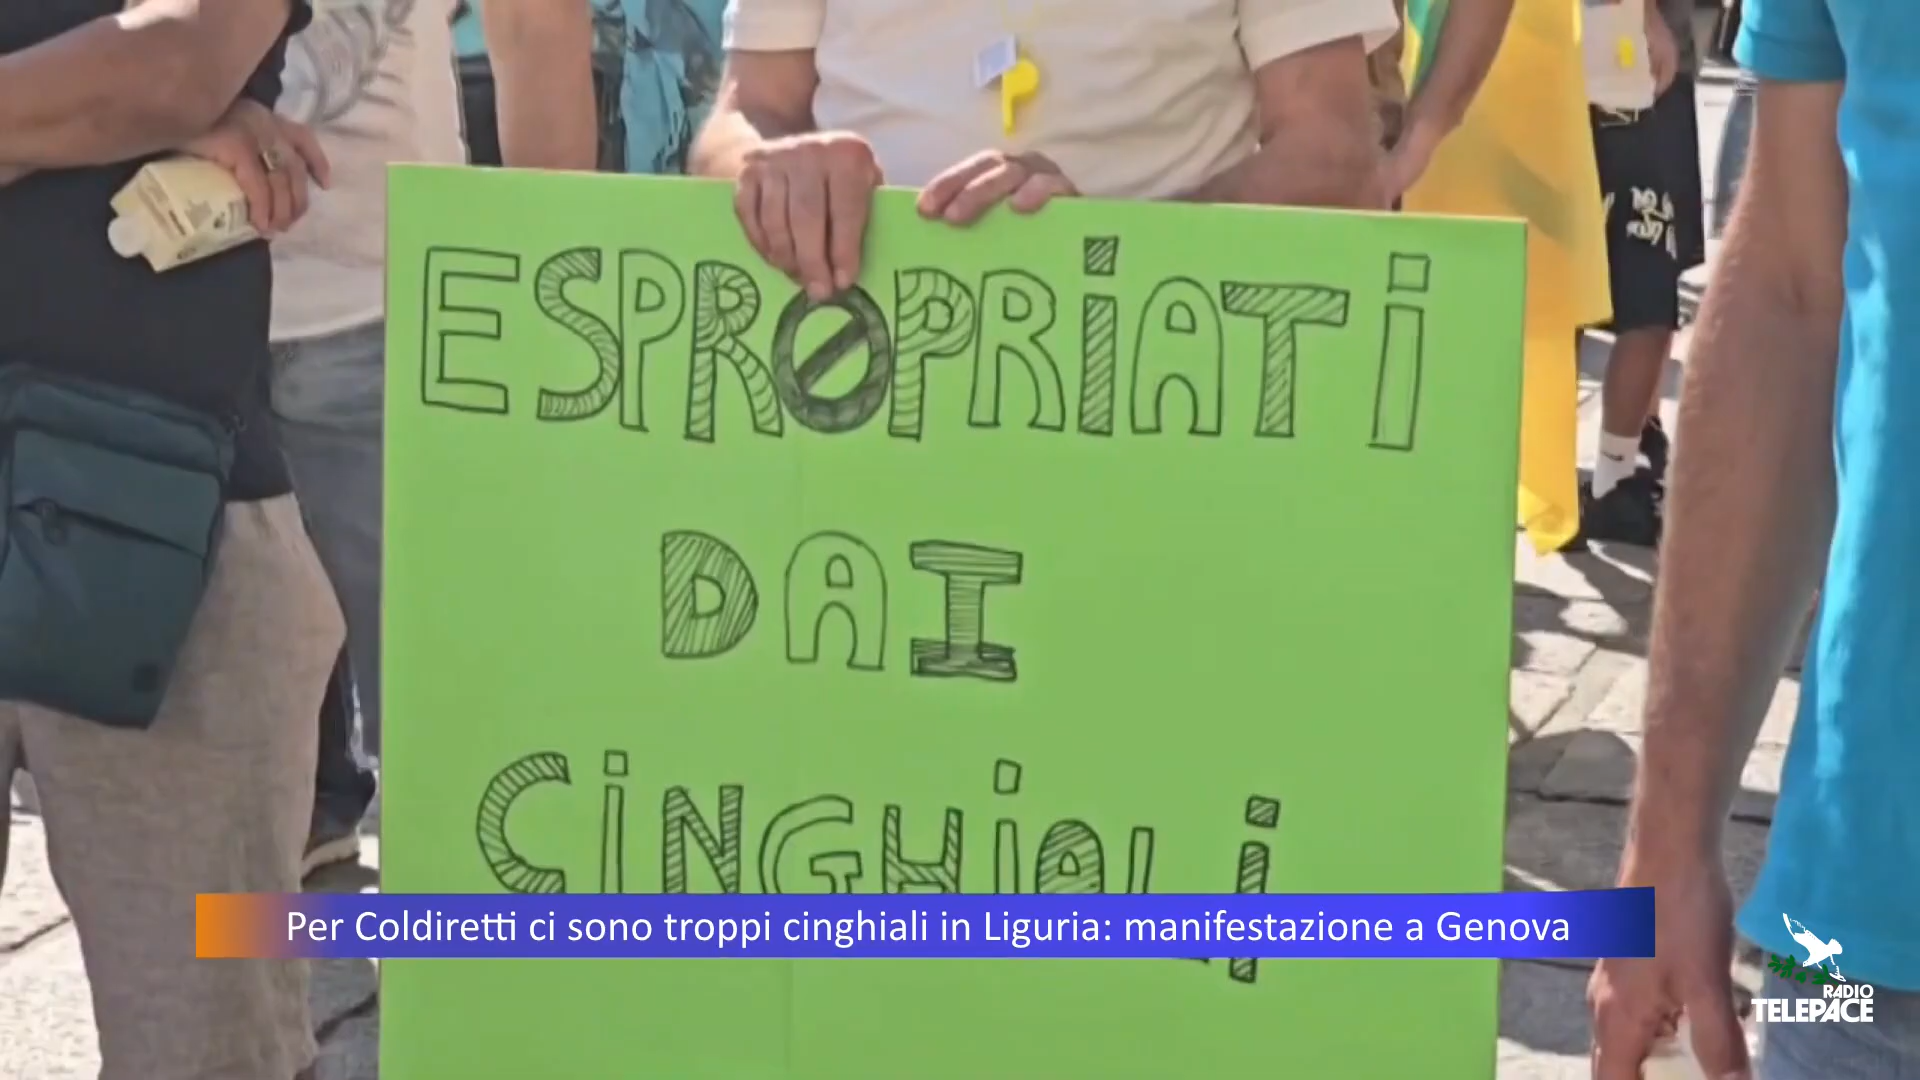 ESPROPRIATI
DAI
CINGHIALI
Per Coldiretti ci sono troppi cinghiali in Liguria: manifestazione a Genova
RADIO
TELEPACE